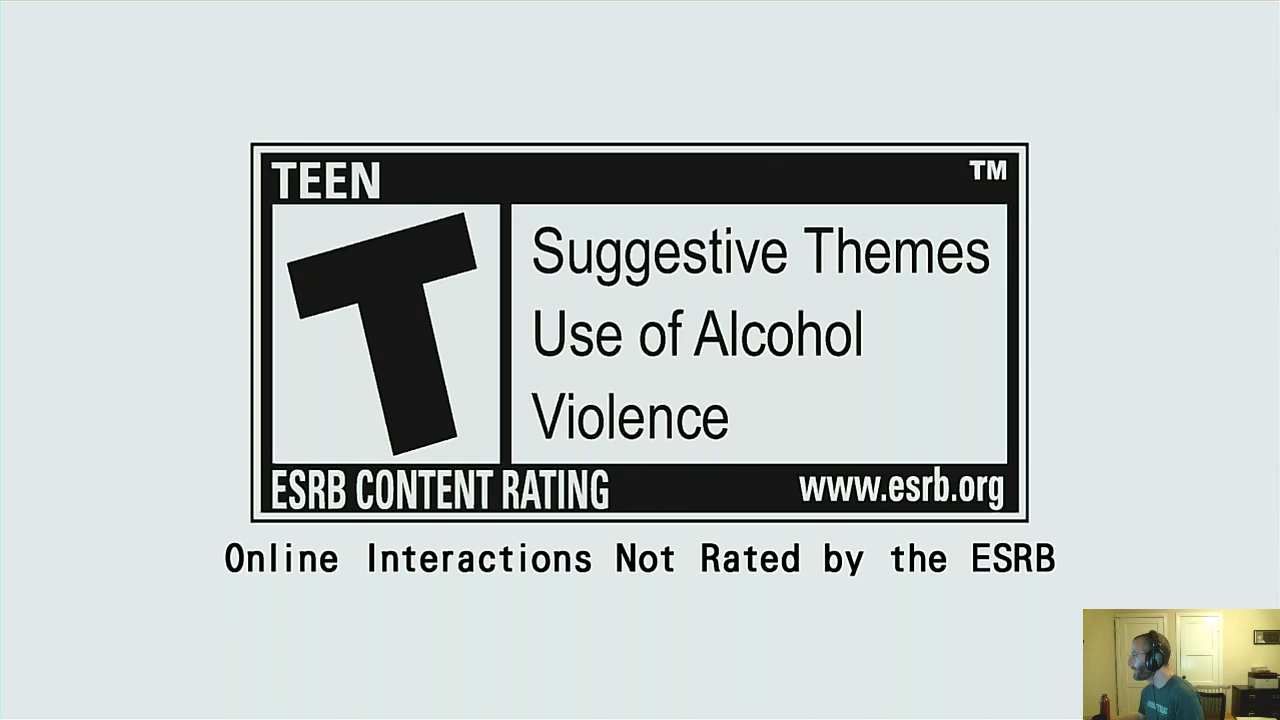 TEEN
TM
T
Suggestive Themes
Use of Alcohol
Violence
ESRB CONTENT RATING
www.esrb.org
Online Interactions Not Rated by the ESRB